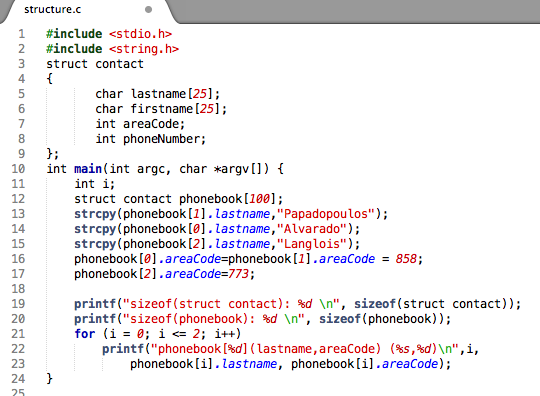 structure.c
1 #include <stdio.h>
2 #include <string.h>
3 struct contact
4 {
5 char lastname[25];
6 char firstname[25];
7 int areaCode;
8 int phoneNumber;
9 };
10 int main(int argc, char *argv[]) {
11 int i;
12 struct contact phonebook[100];
13 strcpy(phonebook[1].lastname,"Papadopoulos");
14 strcpy(phonebook[0].lastname,"Alvarado");
15 strcpy(phonebook[2].lastname,"Langlois");
16 phonebook[0].areaCode=phonebook[1].areaCode = 858;
17 phonebook[2].areaCode=773;
18
19 printf("sizeof(struct contact): %d \n", sizeof(struct contact));
20 printf("sizeof(phonebook): %d \n", sizeof(phonebook));
21 for (i = 0; i <= 2; i++)
22 printf("phonebook[%d](lastname,areaCode) (%s,%d)\n",i,
23 phonebook[i].lastname, phonebook[i].areaCode);
24 }
25